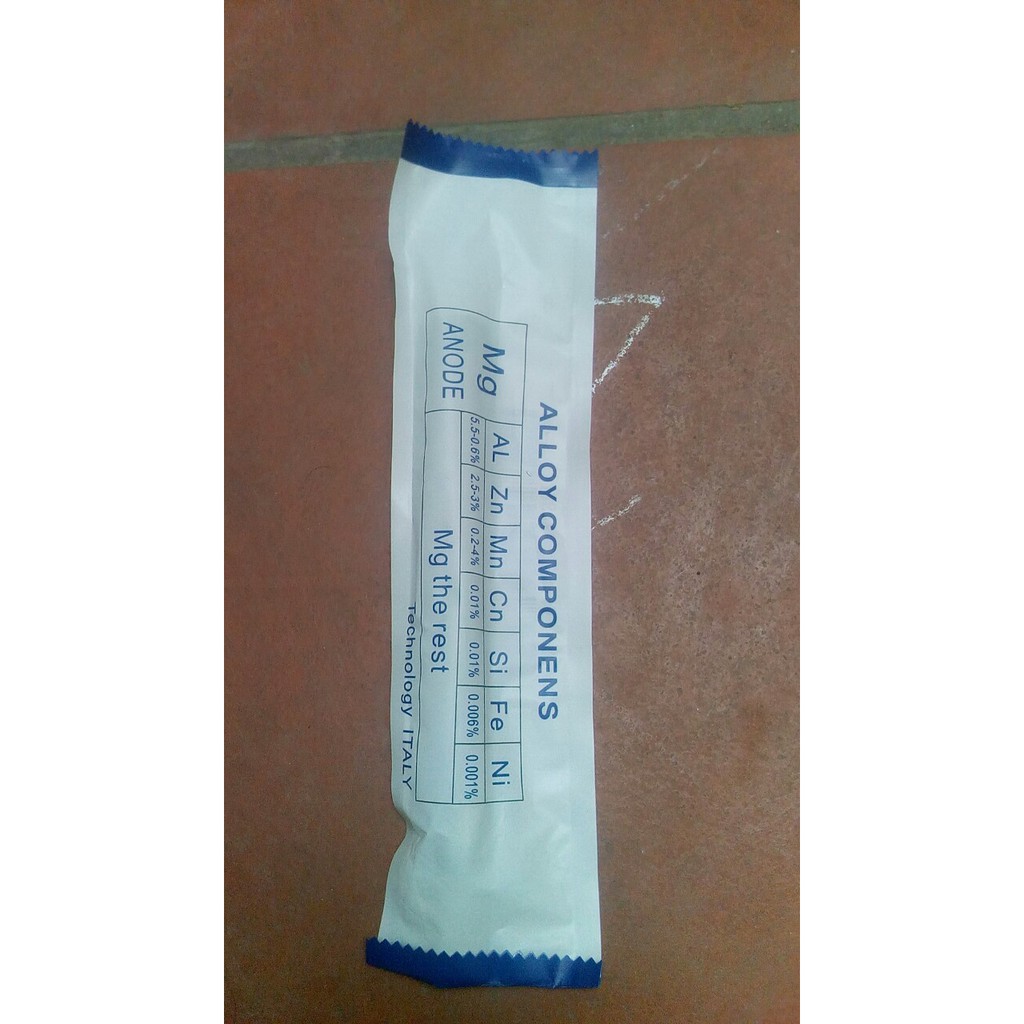 ALLOY COMPONENS
Mg ANODE
AL Zn Mn Cn Si Fe Ni
5.5-0.6% 2.5-3% 0.2-4% 0.01% 0.01% 0.006% 0.001%
Mg the rest
Technology ITALY